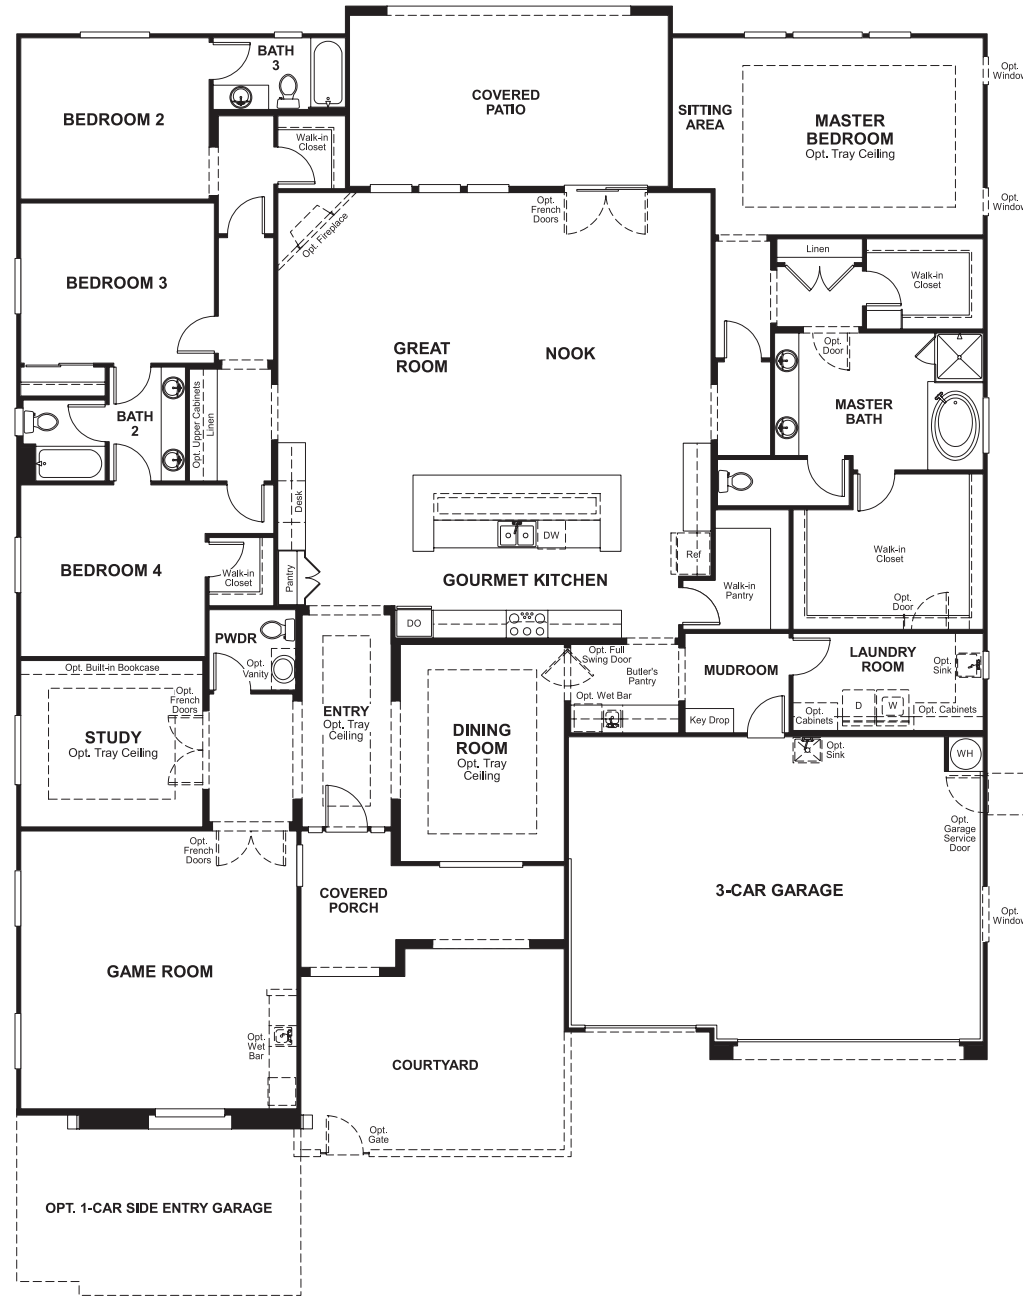 BATH
3
BEDROOM 2
Walk-in
Closet
COVERED
PATIO
SITTING
AREA
MASTER
BEDROOM
Opt. Tray Ceiling
Opt.
Window
Opt.
Window
Opt.
French
Doors
Opt. Fireplace
BEDROOM 3
GREAT
ROOM
NOOK
Linen
Walk-in
Closet
Opt.
Door
MASTER
BATH
BATH
2
Opt. Upper Cabinets
Linen
Desk
DW
Ref
GOURMET KITCHEN
Pantry
DO
BEDROOM 4
Walk-in
Closet
Walk-in
Pantry
Walk-in
Closet
Opt.
Door
PWDR
Opt.
Vanity
Opt. Built-in Bookcase
Opt.
French
Doors
STUDY
Opt. Tray Ceiling
ENTRY
Opt. Tray
Ceiling
DINING
ROOM
Opt. Tray
Ceiling
Opt. Full
Swing Door
Butler's
Pantry
Opt. Wet Bar
MUDROOM
Key Drop
LAUNDRY
ROOM
Opt.
Sink
Opt.
Cabinets
D
W
Opt. Cabinets
Opt.
Sink
WH
Opt.
Garage
Service
Door
Opt.
French
Doors
3-CAR GARAGE
Opt.
Window
COVERED
PORCH
GAME ROOM
Opt.
Wet
Bar
COURTYARD
Opt.
Gate
OPT. 1-CAR SIDE ENTRY GARAGE